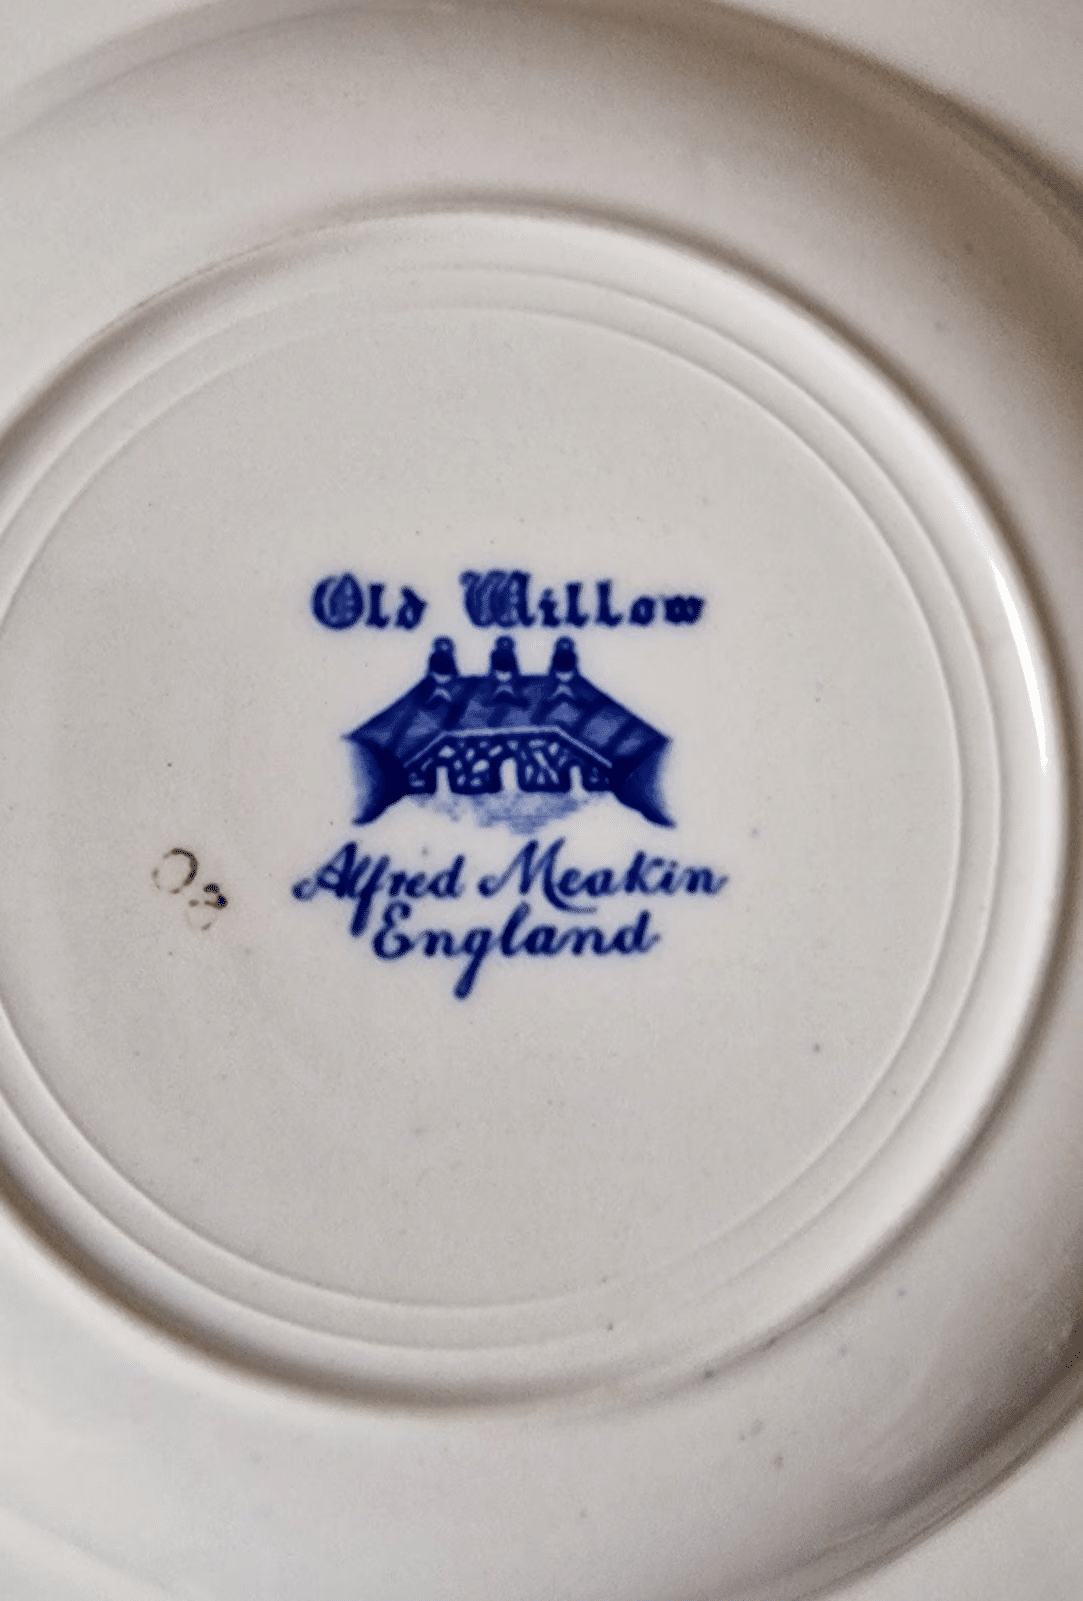 Old Willow
Alfred Meakin
England